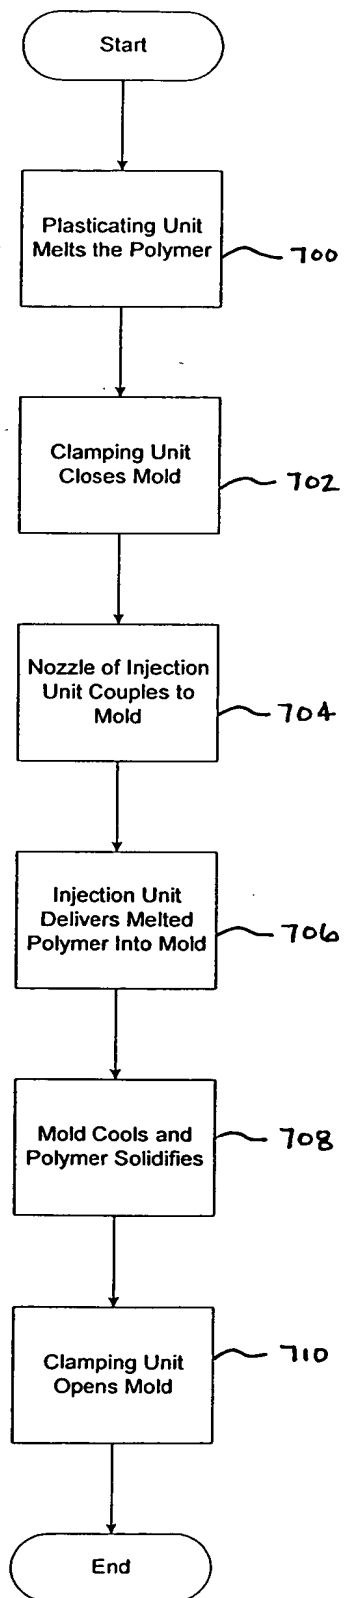 Start
Plasticating Unit
Melts the Polymer
700
Clamping Unit
Closes Mold
702
Nozzle of Injection
Unit Couples to
Mold
704
Injection Unit
Delivers Melted
Polymer Into Mold
706
Mold Cools and
Polymer Solidifies
708
Clamping Unit
Opens Mold
710
End